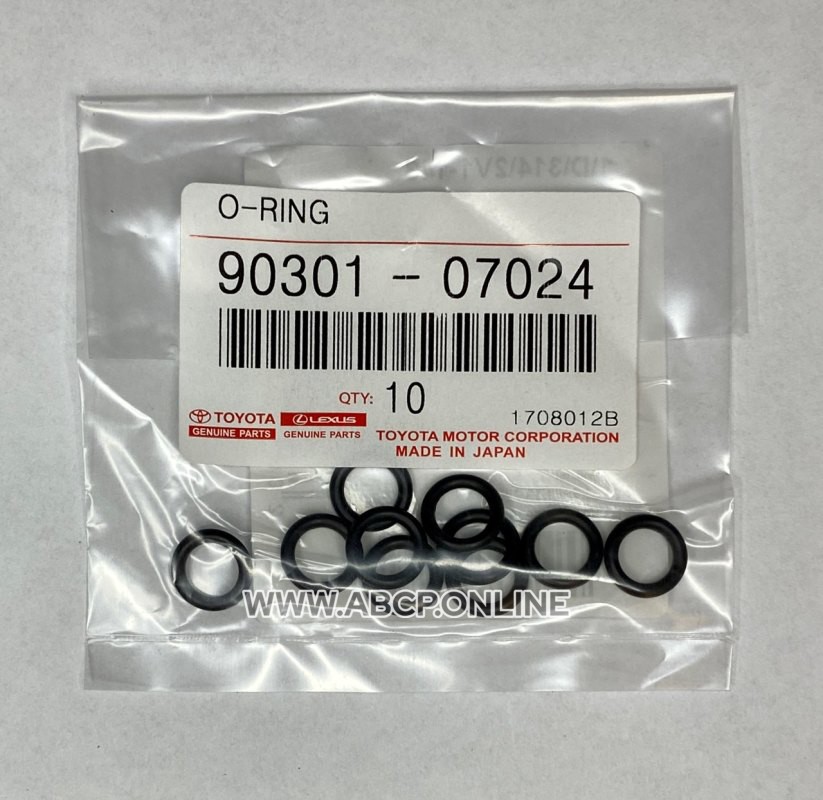 O-RING
90301-07024
QTY: 10
1708012B
TOYOTA
GENUINE PARTS
LEXUS
GENUINE PARTS
TOYOTA MOTOR CORPORATION
MADE IN JAPAN
WWW.ABCP.ONLINE